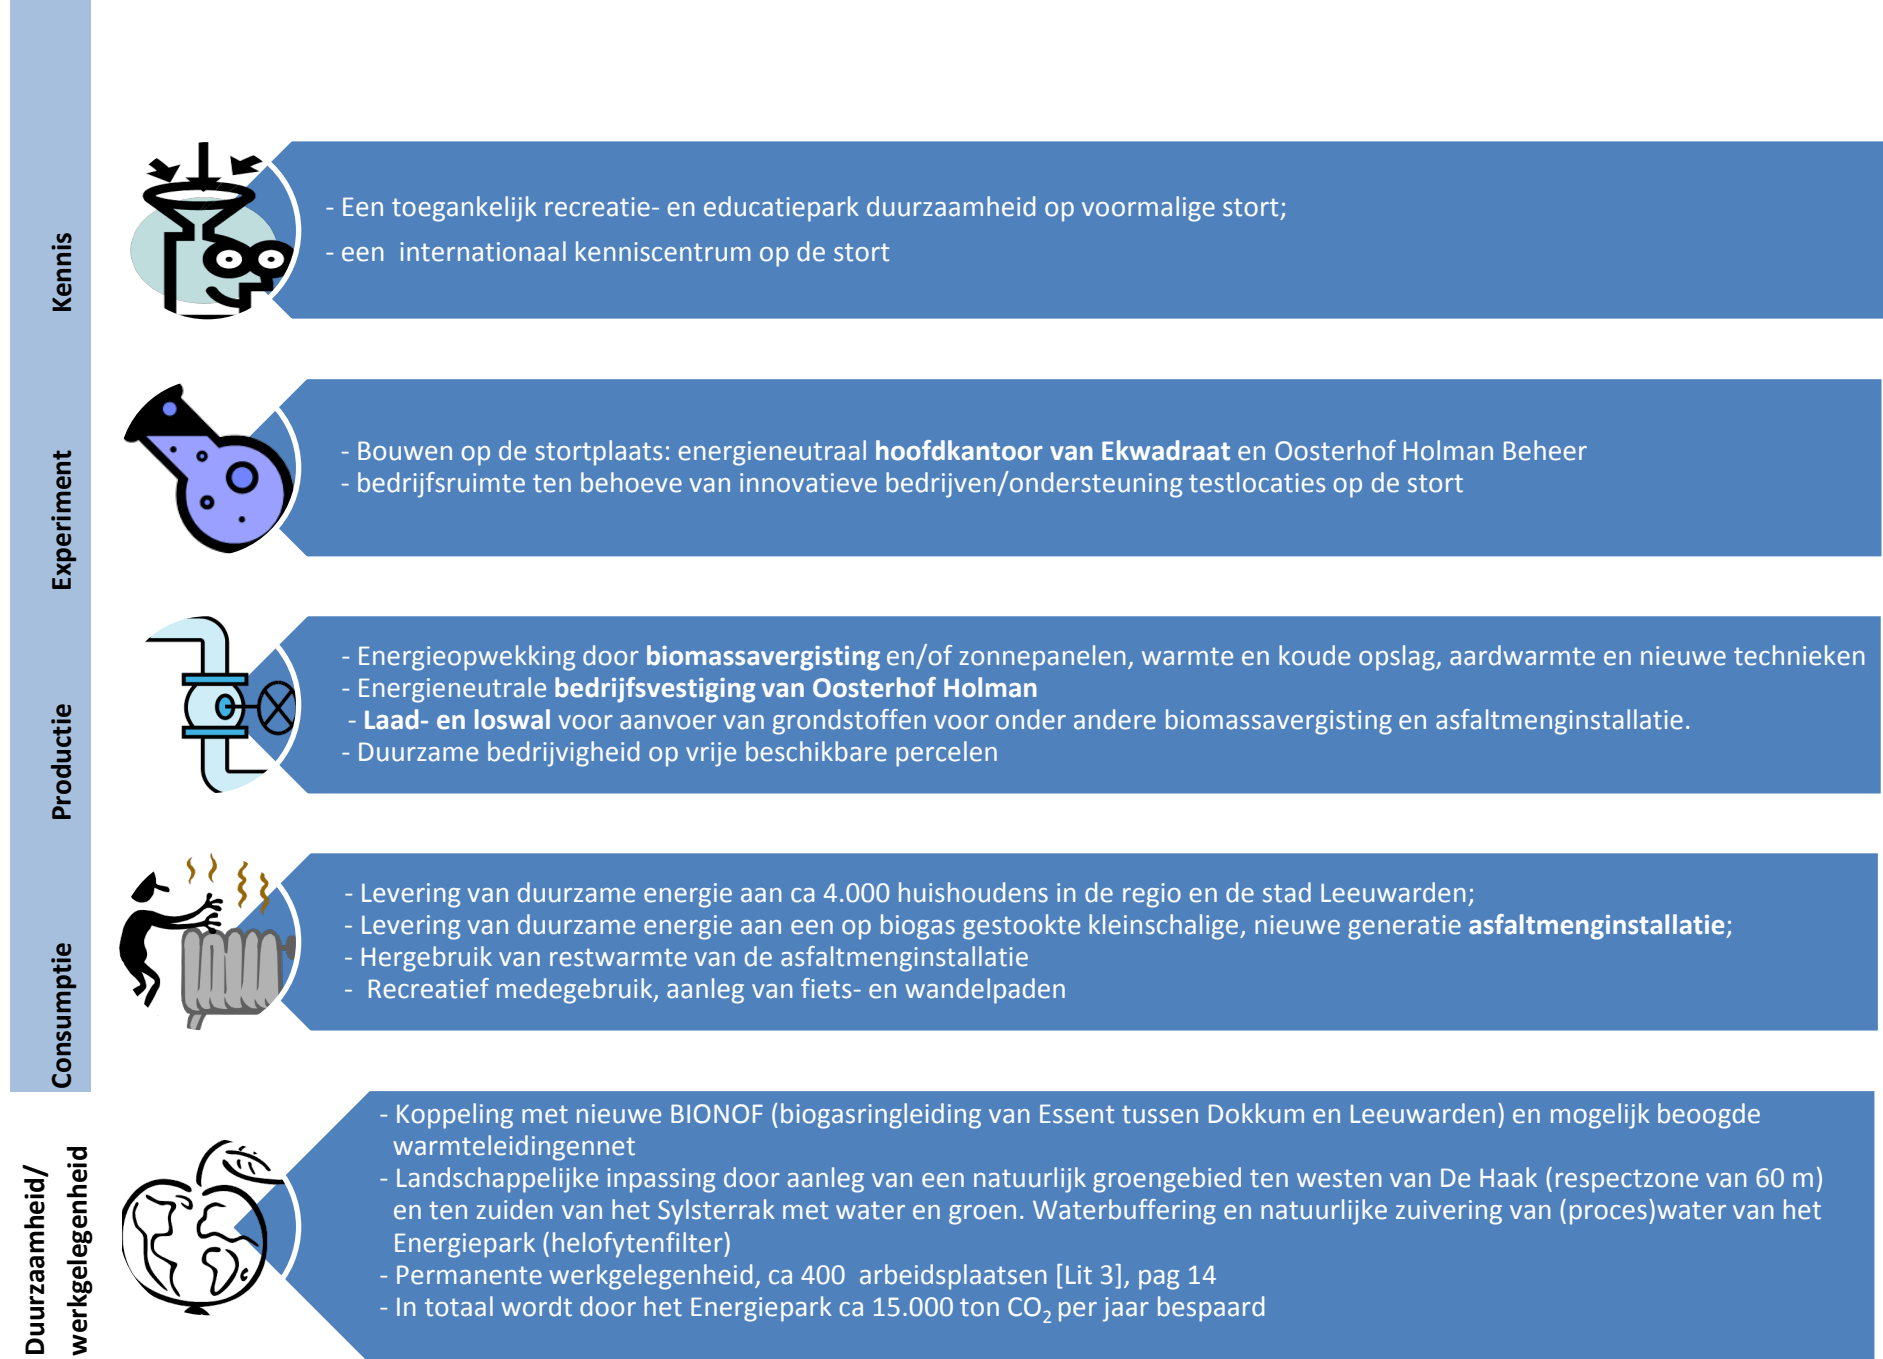 Kennis
- Een toegankelijk recreatie- en educatiepark duurzaamheid op voormalige stort;
- een internationaal kenniscentrum op de stort
Experiment
- Bouwen op de stortplaats: energieneutraal hoofdkantoor van Ekwadraat en Oosterhof Holman Beheer
- bedrijfsruimte ten behoeve van innovatieve bedrijven/ondersteuning testlocaties op de stort
Productie
- Energieopwekking door biomassavergisting en/of zonnepanelen, warmte en koude opslag, aardwarmte en nieuwe technieken
- Energieneutrale bedrijfsvestiging van Oosterhof Holman
- Laad- en loswal voor aanvoer van grondstoffen voor onder andere biomassavergisting en asfaltmenginstallatie.
- Duurzame bedrijvigheid op vrije beschikbare percelen
Consumptie
- Levering van duurzame energie aan ca 4.000 huishoudens in de regio en de stad Leeuwarden;
- Levering van duurzame energie aan een op biogas gestookte kleinschalige, nieuwe generatie asfaltmenginstallatie;
- Hergebruik van restwarmte van de asfaltmenginstallatie
- Recreatief medegebruik, aanleg van fiets- en wandelpaden
Duurzaamheid/
werkgelegenheid
- Koppeling met nieuwe BIONOF (biogasringleiding van Essent tussen Dokkum en Leeuwarden) en mogelijk beoogde
warmteleidingennet
- Landschappelijke inpassing door aanleg van een natuurlijk groengebied ten westen van De Haak (respectzone van 60 m)
en ten zuiden van het Sylsterrak met water en groen. Waterbuffering en natuurlijke zuivering van (proces)water van het
Energiepark (helofytenfilter)
- Permanente werkgelegenheid, ca 400 arbeidsplaatsen [Lit 3], pag 14
- In totaal wordt door het Energiepark ca 15.000 ton CO₂ per jaar bespaard